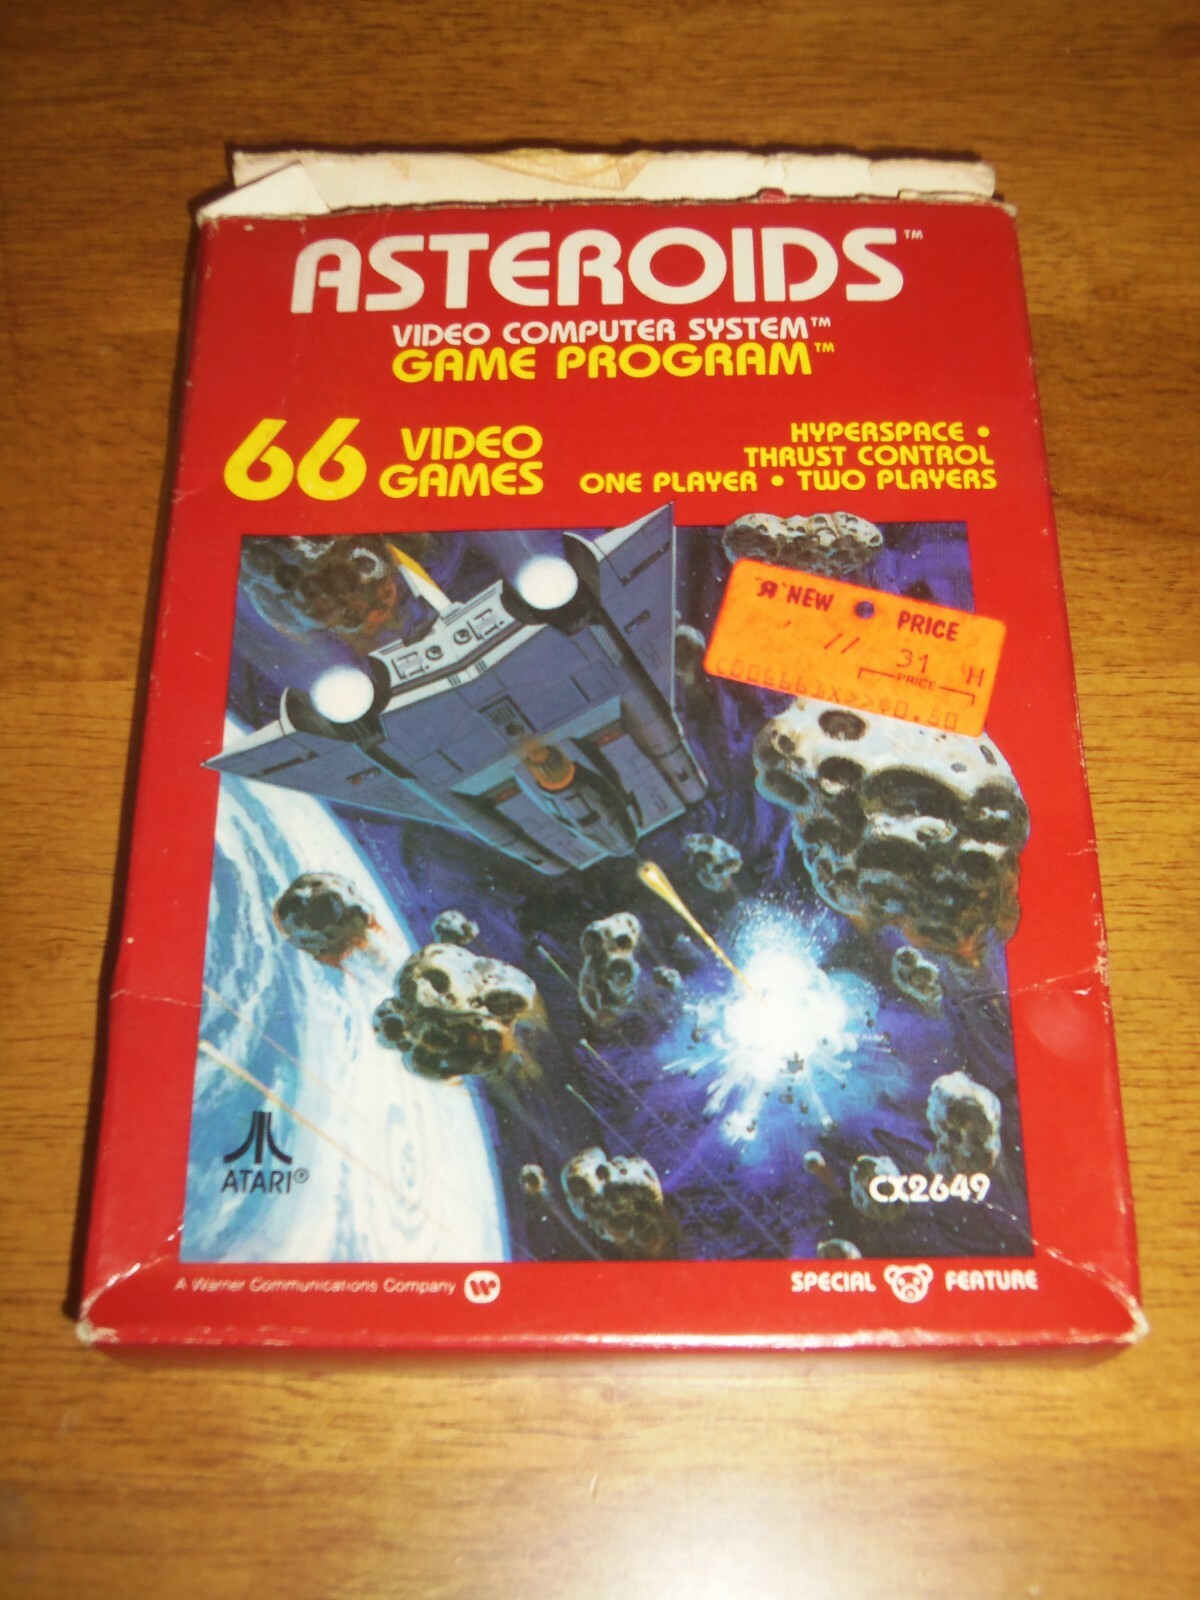 ASTEROIDS™
VIDEO COMPUTER SYSTEM™
GAME PROGRAM™
66 VIDEO GAMES
HYPERSPACE •
THRUST CONTROL
ONE PLAYER • TWO PLAYERS
"Я" NEW PRICE
31 H
PRICE
ATARI®
CX2649
A Warner Communications Company
SPECIAL FEATURE